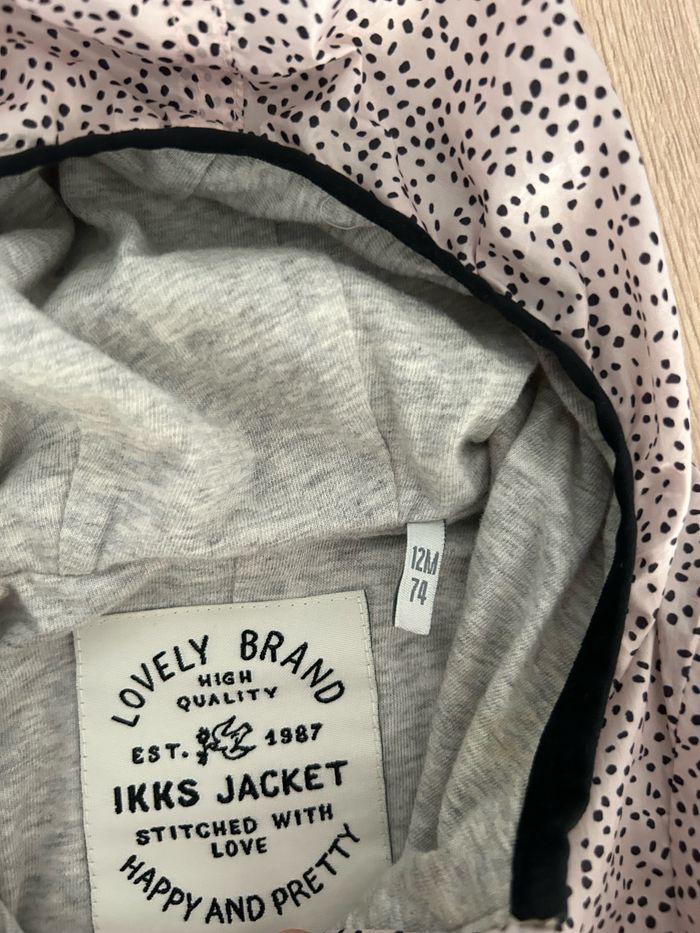 12M
74
LOVELY BRAND
HIGH
QUALITY
EST. 1987
IKKS JACKET
STITCHED WITH
LOVE
HAPPY AND PRETTY